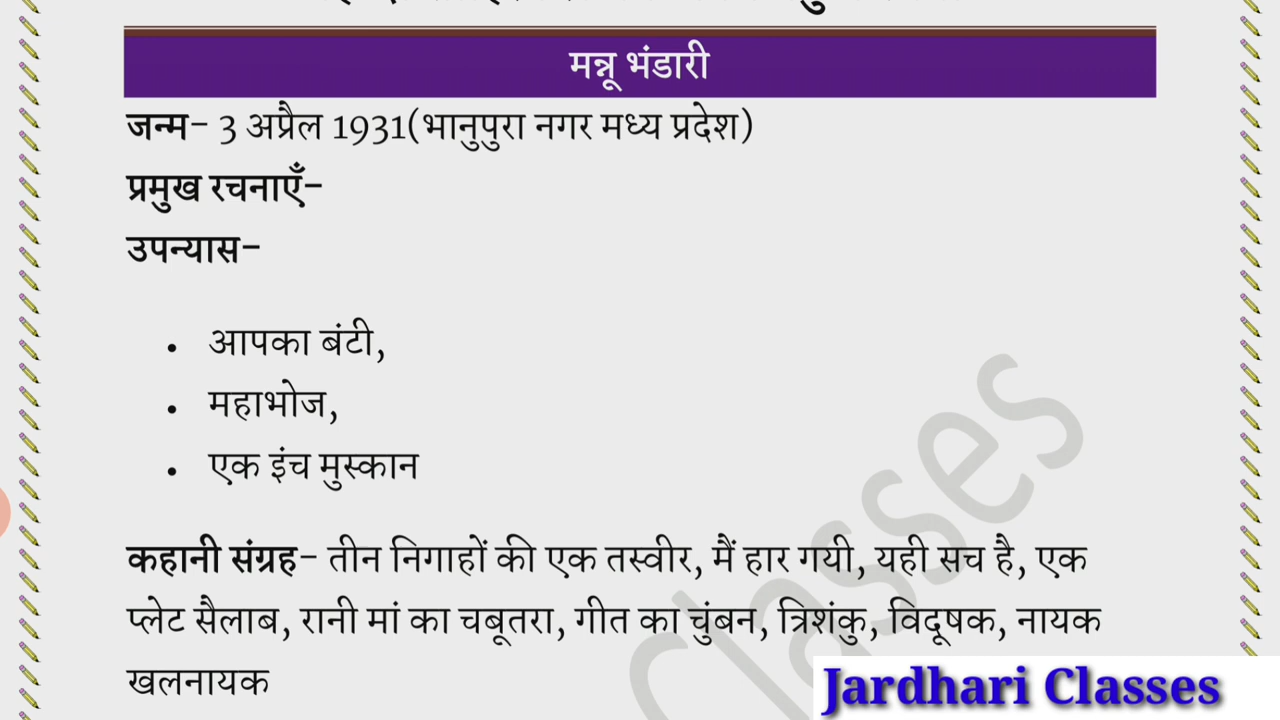 मन्नू भंडारी
जन्म- 3 अप्रैल 1931(भानुपुरा नगर मध्य प्रदेश)
प्रमुख रचनाएँ-
उपन्यास-
• आपका बंटी,
• महाभोज,
• एक इंच मुस्कान
कहानी संग्रह- तीन निगाहों की एक तस्वीर, मैं हार गयी, यही सच है, एक
प्लेट सैलाब, रानी मां का चबूतरा, गीत का चुंबन, त्रिशंकु, विदूषक, नायक
खलनायक
Classes
Jardhari Classes